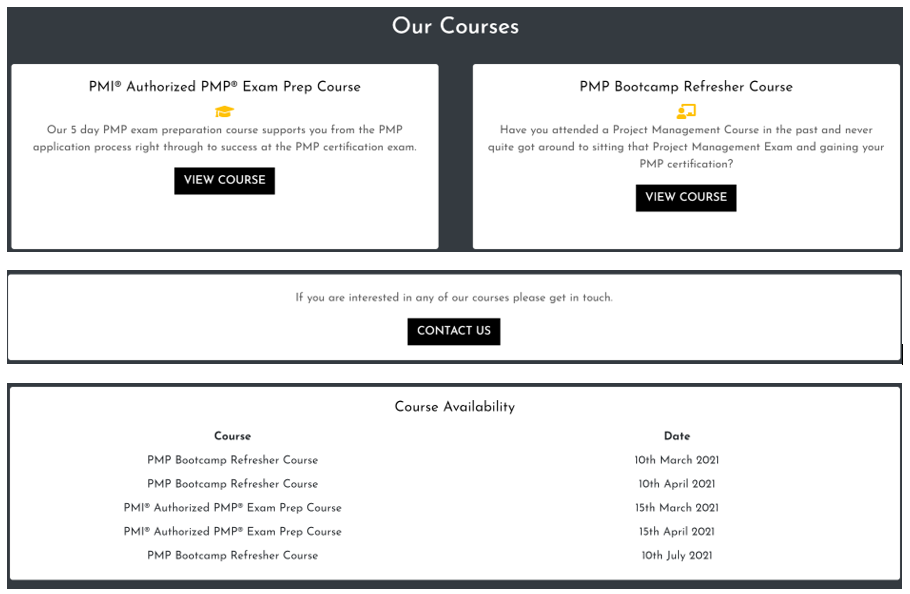 Our Courses
PMI® Authorized PMP® Exam Prep Course
Our 5 day PMP exam preparation course supports you from the PMP
application process right through to success at the PMP certification exam.
VIEW COURSE
PMP Bootcamp Refresher Course
Have you attended a Project Management Course in the past and never
quite got around to sitting that Project Management Exam and gaining your
PMP certification?
VIEW COURSE
If you are interested in any of our courses please get in touch.
CONTACT US
Course Availability
Course Date
PMP Bootcamp Refresher Course 10th March 2021
PMP Bootcamp Refresher Course 10th April 2021
PMI® Authorized PMP® Exam Prep Course 15th March 2021
PMI® Authorized PMP® Exam Prep Course 15th April 2021
PMP Bootcamp Refresher Course 10th July 2021